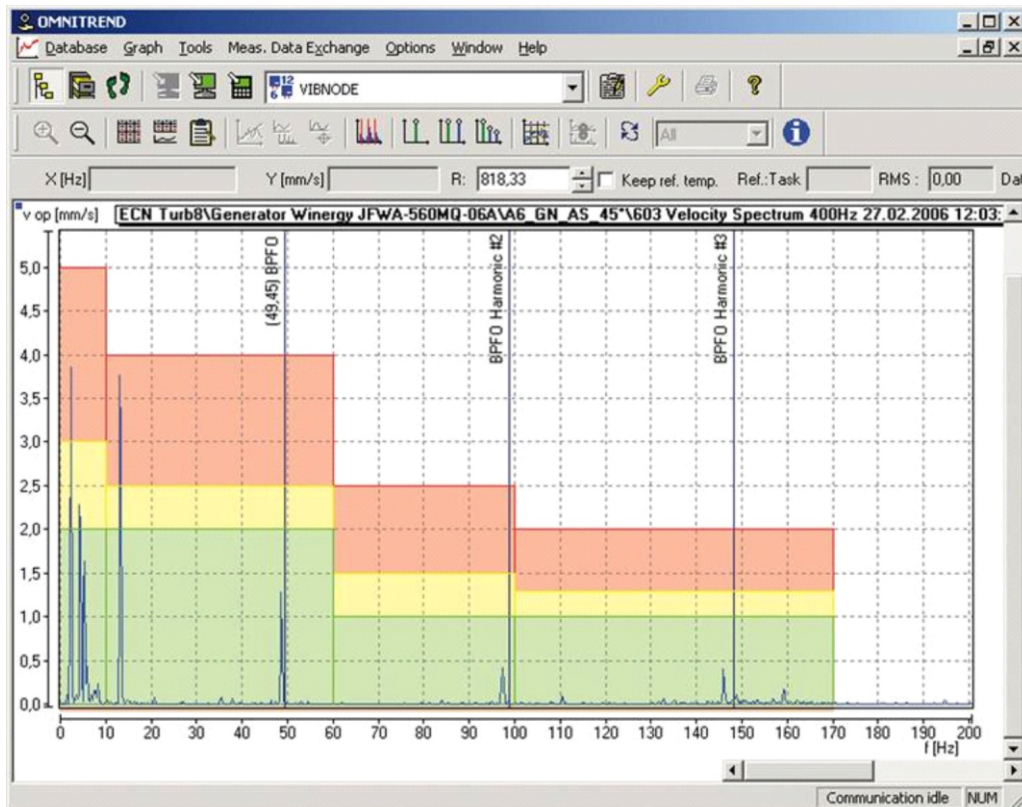 OMNITREND
Database Graph Tools Meas. Data Exchange Options Window Help
12 6 VIBNODE
All
X [Hz] Y [mm/s] R: 818,33 Keep ref. temp. Ref.:Task RMS : 0,00 Dat
v op [mm/s] ECN Turb8\Generator Winergy JFWA-560MQ-06A\A6_GN_AS_45°\603 Velocity Spectrum 400Hz 27.02.2006 12:03:
(49,45) BPFO
BPFO Harmonic #2
BPFO Harmonic #3
5,0
4,5
4,0
3,5
3,0
2,5
2,0
1,5
1,0
0,5
0,0
0 10 20 30 40 50 60 70 80 90 100 110 120 130 140 150 160 170 180 190 200
f [Hz]
Communication idle NUM